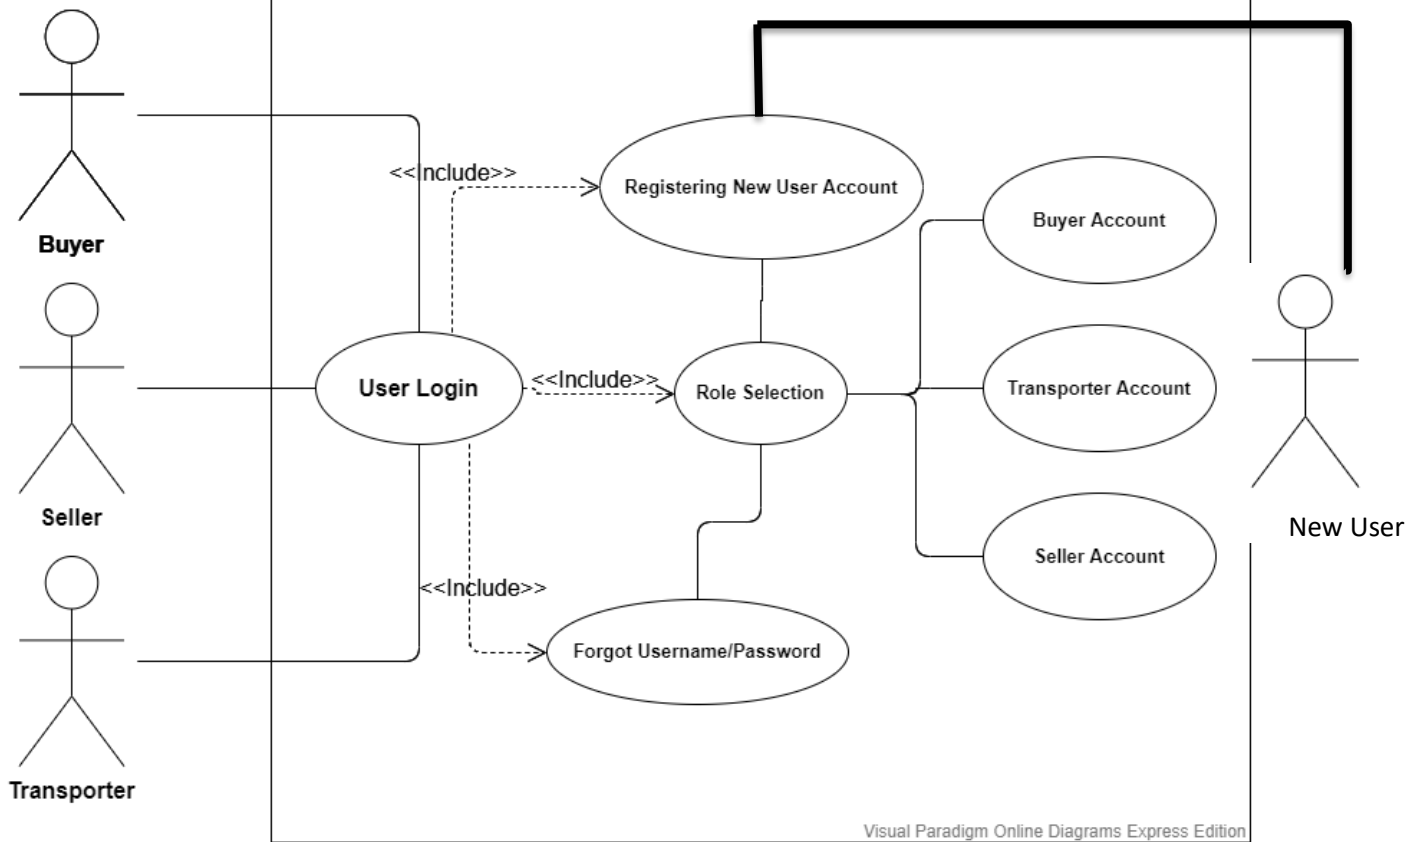 Buyer
<<Include>>
Registering New User Account
Buyer Account
User Login
<<Include>>
Role Selection
Transporter Account
Seller
New User
Seller Account
<<Include>>
Forgot Username/Password
Transporter
Visual Paradigm Online Diagrams Express Edition